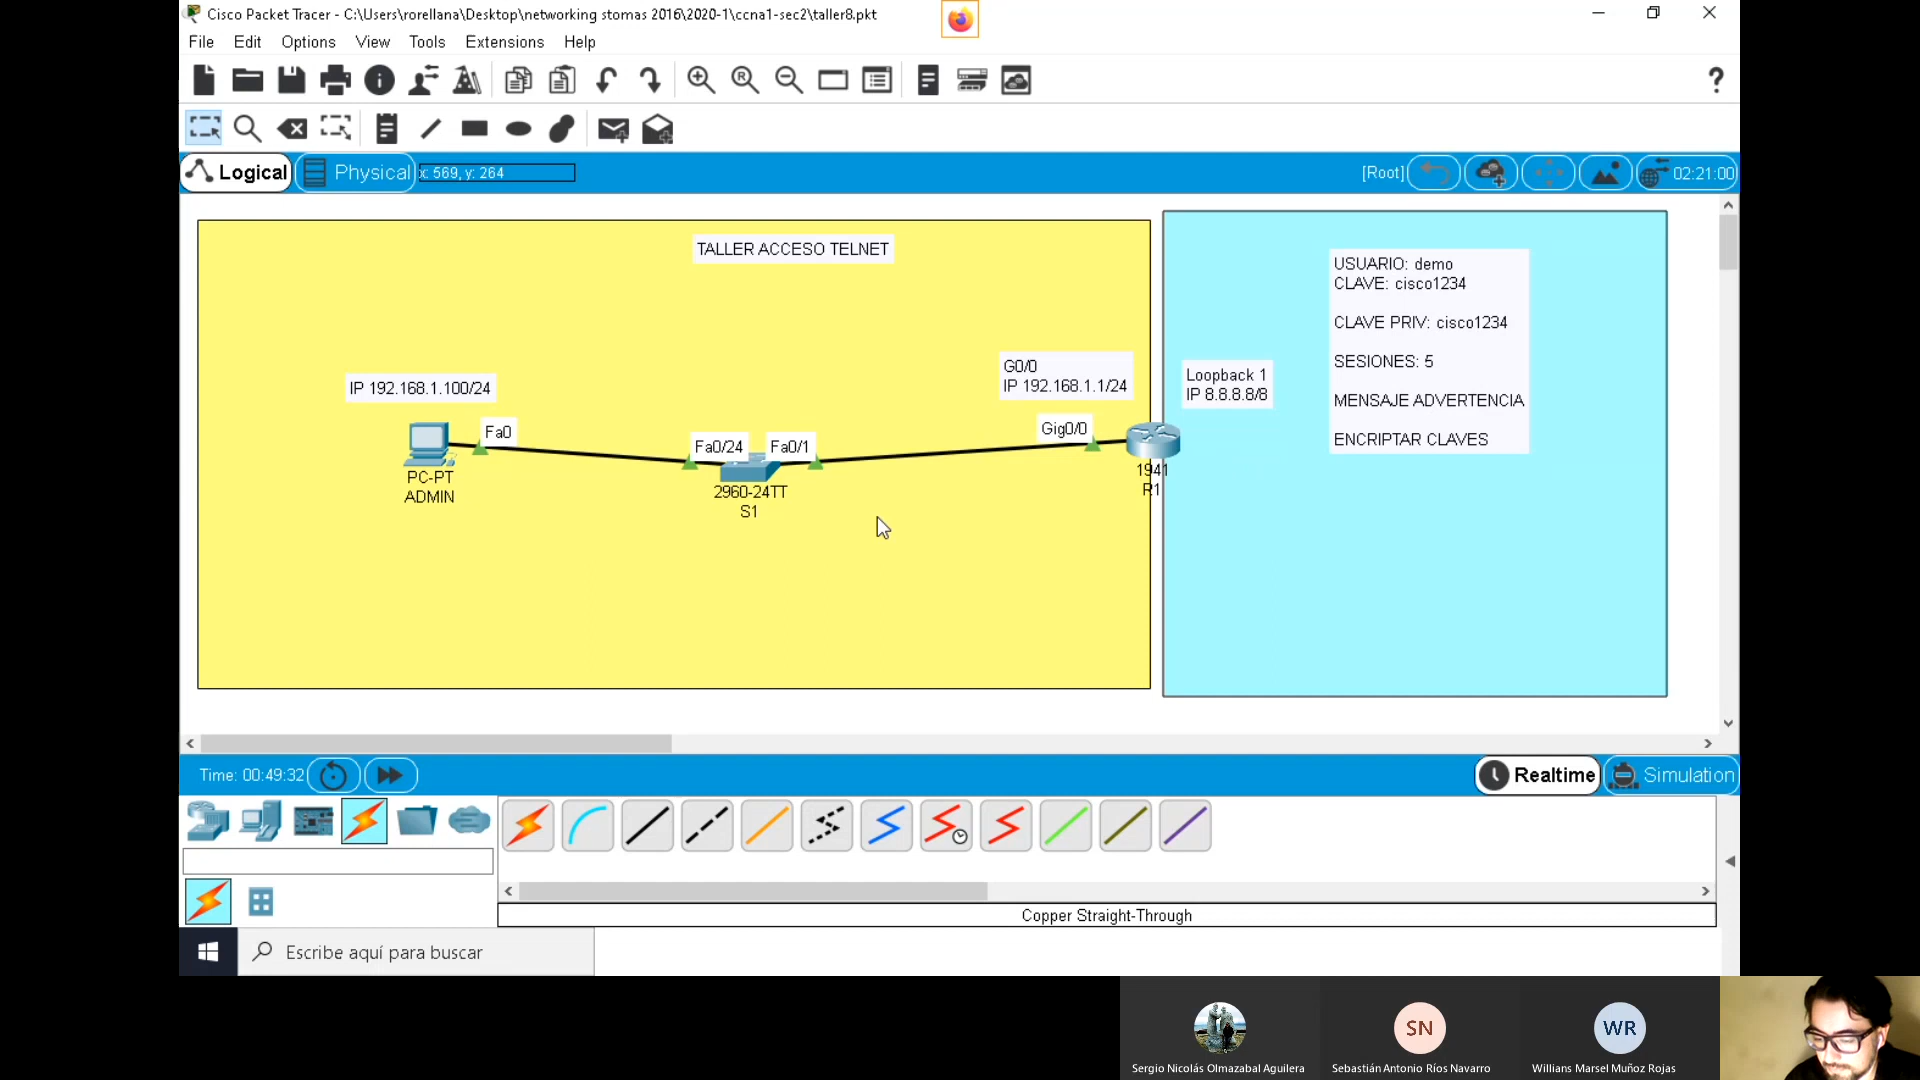 Cisco Packet Tracer - C:\Users\rorellana\Desktop\networking stomas 2016\2020-1\ccna1-sec2\taller8.pkt
File Edit Options View Tools Extensions Help
Logical
Physical
x: 569, y: 264
[Root]
02:21:00
TALLER ACCESO TELNET
USUARIO: demo
CLAVE: cisco1234
CLAVE PRIV: cisco1234
SESIONES: 5
MENSAJE ADVERTENCIA
ENCRIPTAR CLAVES
G0/0
IP 192.168.1.1/24
Loopback 1
IP 8.8.8.8/8
IP 192.168.1.100/24
Fa0
Fa0/24
Fa0/1
Gig0/0
PC-PT
ADMIN
2960-24TT
S1
1941
R1
Time: 00:49:32
Realtime
Simulation
Copper Straight-Through
Escribe aquí para buscar
SN
WR
Sergio Nicolás Olmazabal Aguilera
Sebastián Antonio Ríos Navarro
Willians Marsel Muñoz Rojas